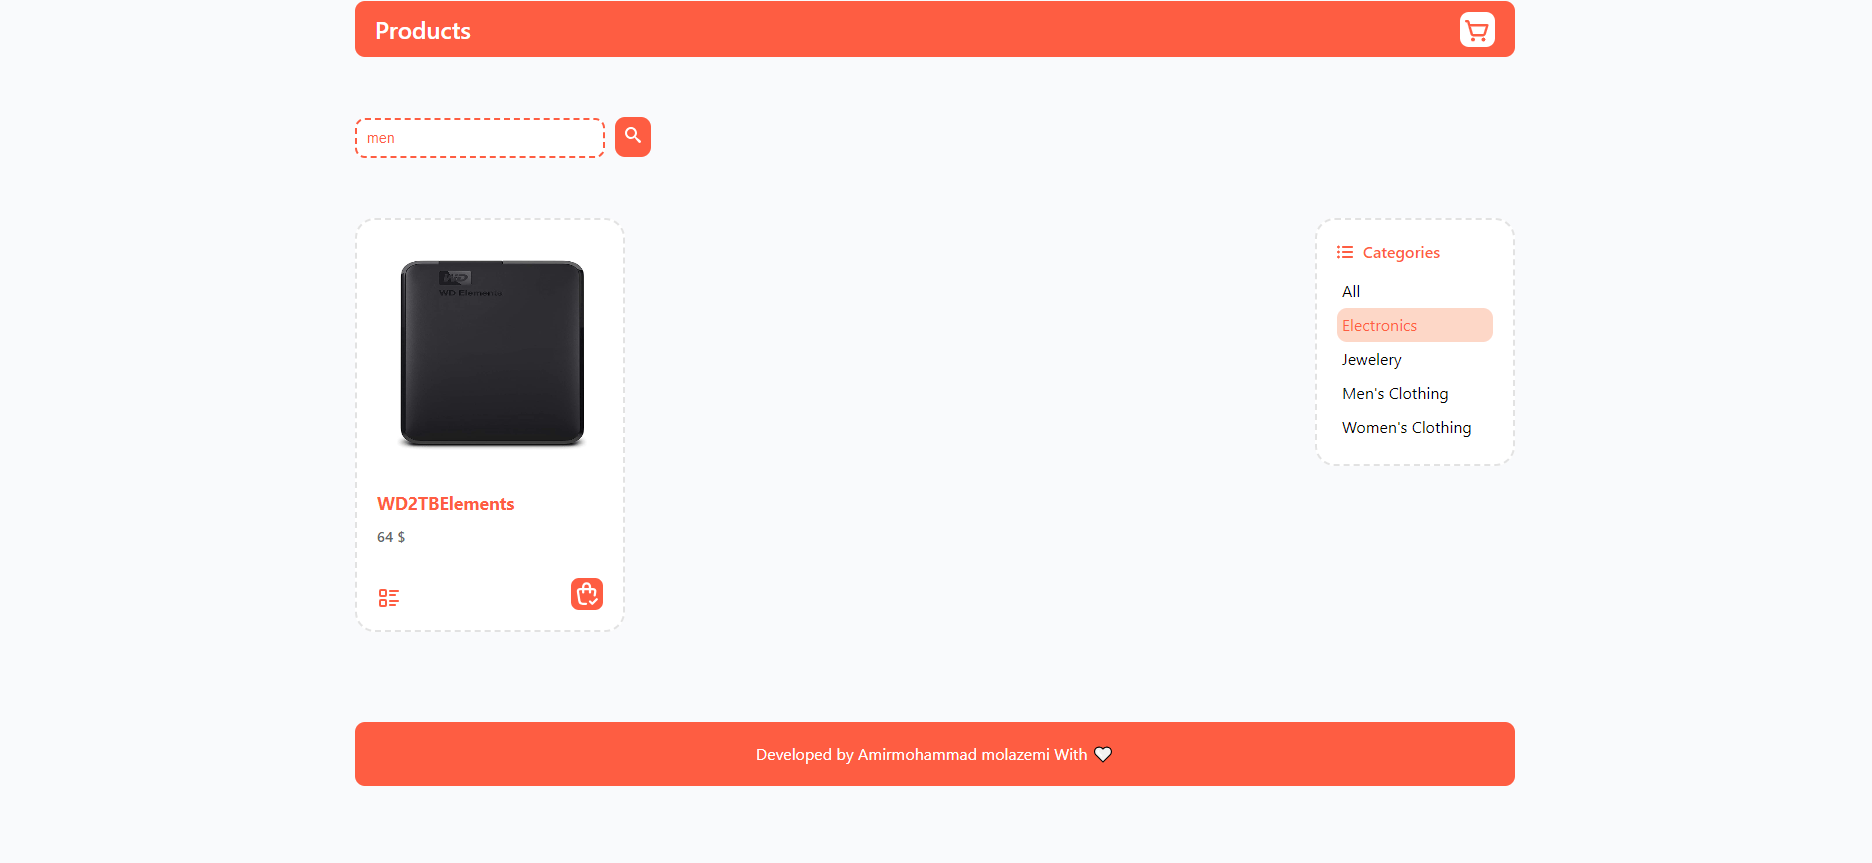 Products
men
WD
WD Elements
WD2TBElements
64 $
Categories
All
Electronics
Jewelery
Men's Clothing
Women's Clothing
Developed by Amirmohammad molazemi With